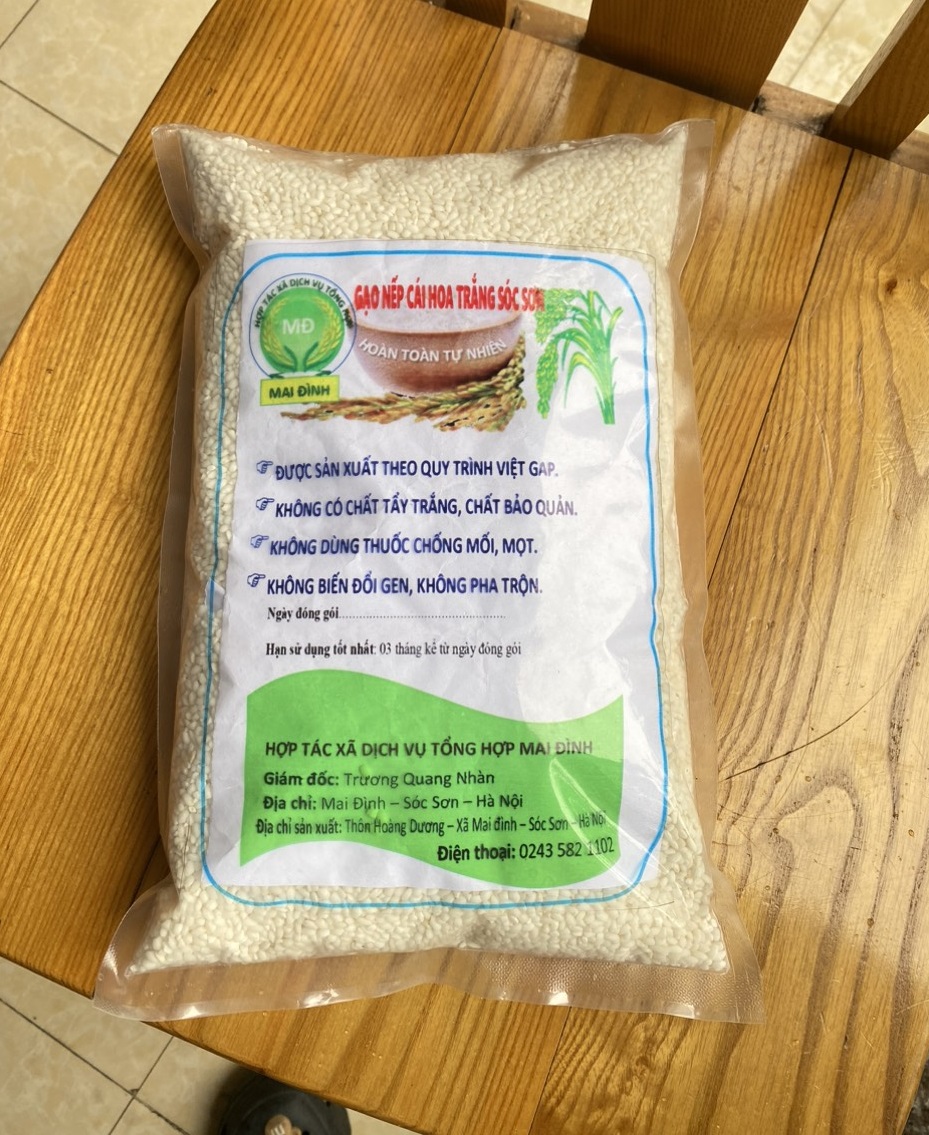 HỢP TÁC XÃ DỊCH VỤ TỔNG HỢP
MĐ
MAI ĐÌNH
GẠO NẾP CÁI HOA TRẮNG SÓC SƠN
HOÀN TOÀN TỰ NHIÊN
ĐƯỢC SẢN XUẤT THEO QUY TRÌNH VIỆT GAP.
KHÔNG CÓ CHẤT TẨY TRẮNG, CHẤT BẢO QUẢN.
KHÔNG DÙNG THUỐC CHỐNG MỐI, MỌT.
KHÔNG BIẾN ĐỔI GEN, KHÔNG PHA TRỘN.
Ngày đóng gói.....................................................
Hạn sử dụng tốt nhất: 03 tháng kể từ ngày đóng gói
HỢP TÁC XÃ DỊCH VỤ TỔNG HỢP MAI ĐÌNH
Giám đốc: Trương Quang Nhàn
Địa chỉ: Mai Đình – Sóc Sơn – Hà Nội
Địa chỉ sản xuất: Thôn Hoàng Dương – Xã Mai đình – Sóc Sơn – Hà Nội
Điện thoại: 0243 582 1102